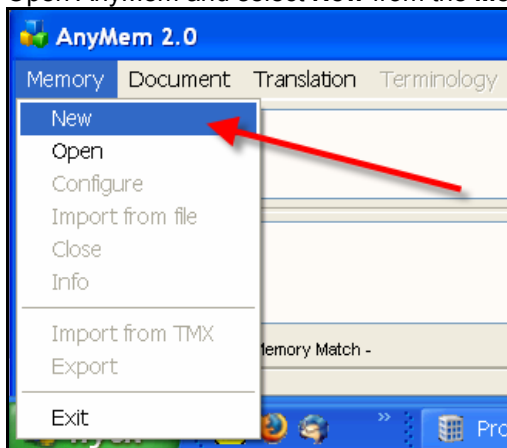 Open AnyMem and select New from the
AnyMem 2.0
Memory Document Translation Terminology
New
Open
Configure
Import from file
Close
Info
Import from TMX
Memory Match -
Export
Exit
Pro